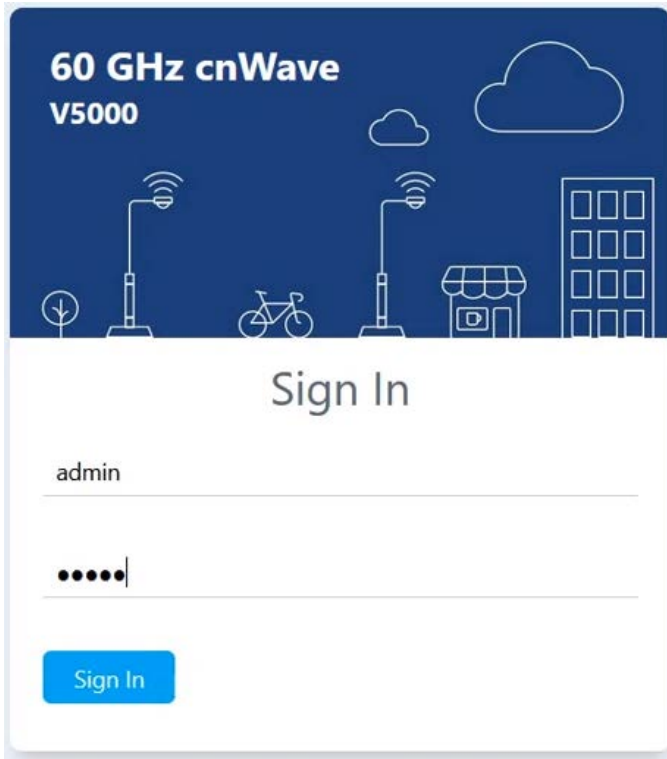 60 GHz cnWave
V5000
Sign In
admin
•••••
Sign In